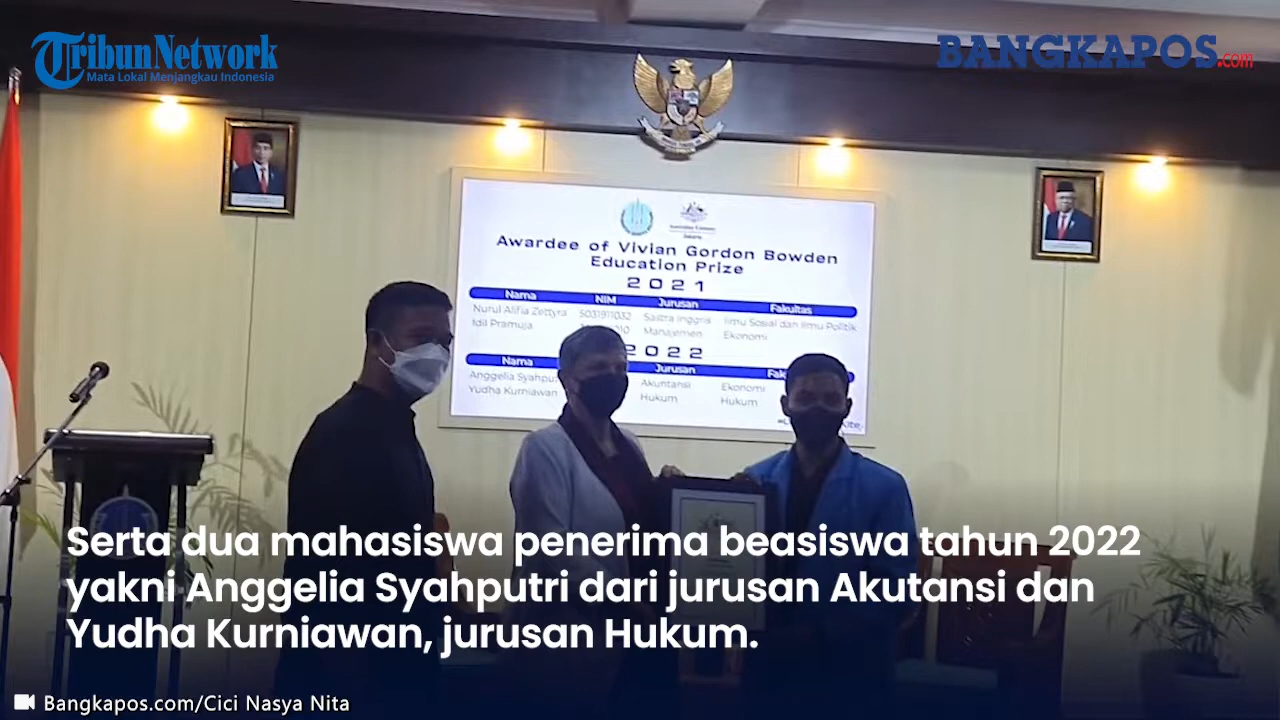 TribunNetwork
Mata Lokal Menjangkau Indonesia
BANGKAPOS.com
Awardee of Vivian Gordon Bowden
Education Prize
2021
Nama NIM Jurusan Fakultas
Nurul Alifia Zettyra 5031911032 Sastra Inggris Ilmu Sosial dan Ilmu Politik
Idil Pramuja Manajemen Ekonomi
2022
Nama Jurusan
Anggelia Akuntansi Ekonomi
Yudha Kurniawan Hukum Hukum
Serta dua mahasiswa penerima beasiswa tahun 2022
yakni Anggelia Syahputri dari jurusan Akutansi dan
Yudha Kurniawan, jurusan Hukum.
Bangkapos.com/Cici Nasya Nita